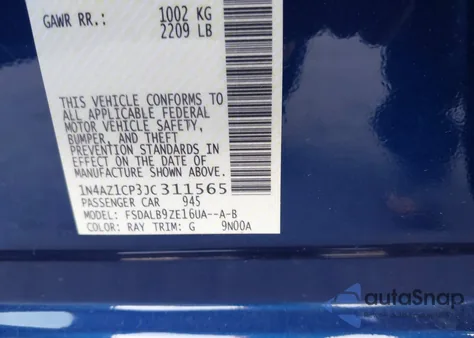 GAWR RR.: 1002 KG
2209 LB
THIS VEHICLE CONFORMS TO
ALL APPLICABLE FEDERAL
MOTOR VEHICLE SAFETY,
BUMPER, AND THEFT
PREVENTION STANDARDS IN
EFFECT ON THE DATE OF
MANUFACTURE SHOWN ABOVE.
1N4AZ1CP3JC311565
PASSENGER CAR 945
MODEL: FSDALB9ZE16UA--A-B
COLOR: RAY TRIM: G 9N00A
autoSnap